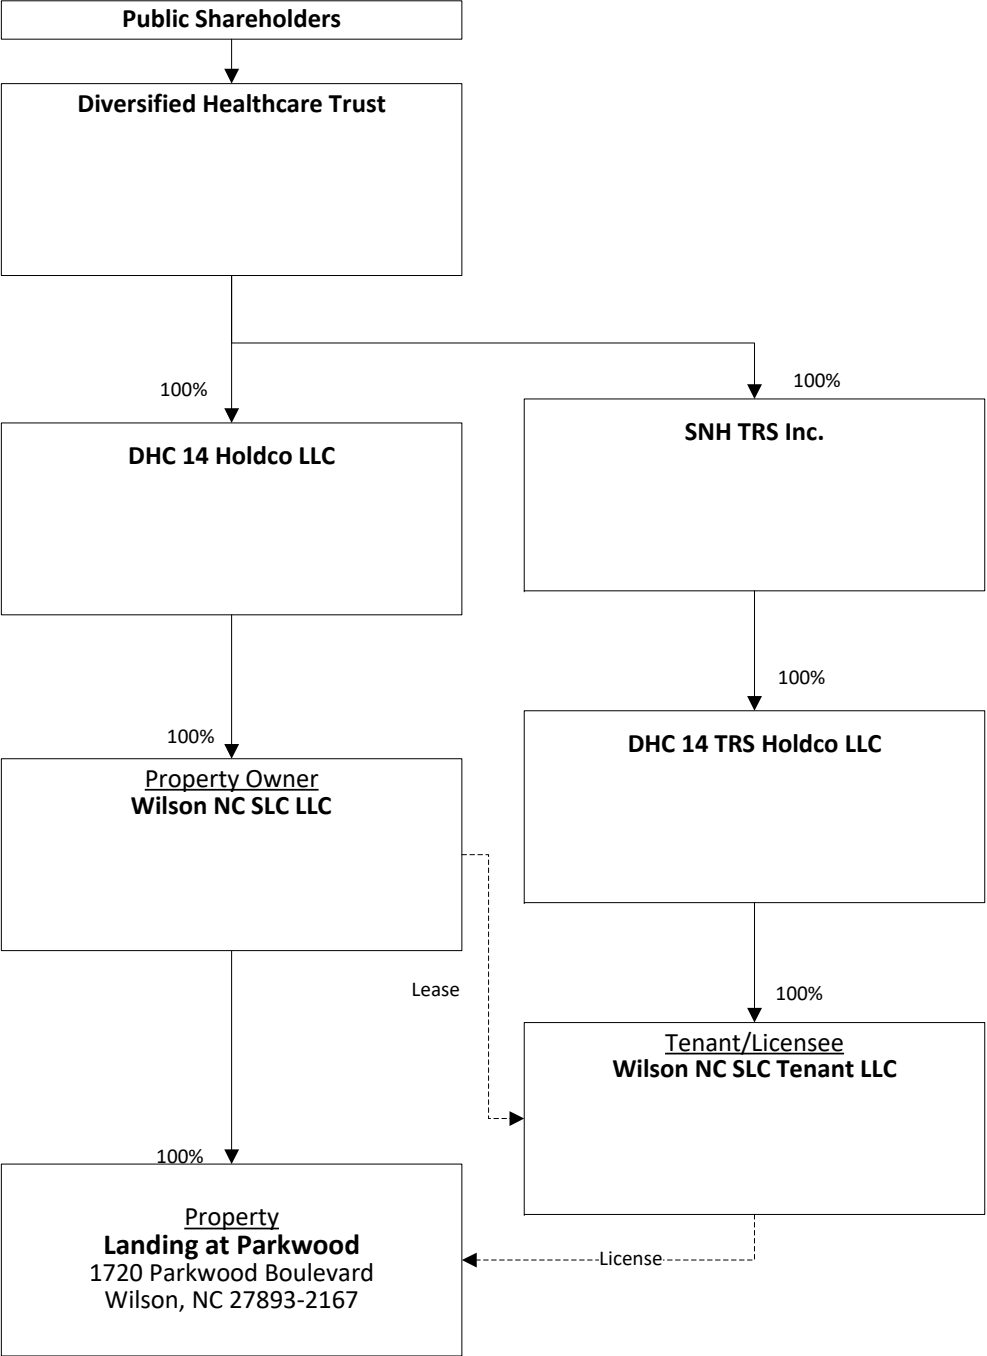 Public Shareholders
Diversified Healthcare Trust
100%
100%
DHC 14 Holdco LLC
SNH TRS Inc.
100%
100%
Property Owner
Wilson NC SLC LLC
DHC 14 TRS Holdco LLC
Lease
100%
Tenant/Licensee
Wilson NC SLC Tenant LLC
100%
Property
Landing at Parkwood
1720 Parkwood Boulevard
Wilson, NC 27893-2167
License